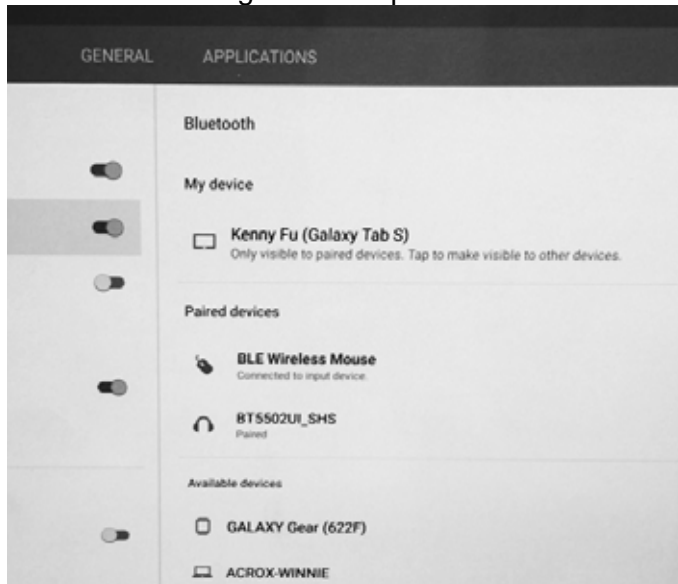 GENERAL APPLICATIONS
Bluetooth
My device
Kenny Fu (Galaxy Tab S)
Only visible to paired devices. Tap to make visible to other devices.
Paired devices
BLE Wireless Mouse
Connected to input device.
BT5502UI_SHS
Paired
Available devices
GALAXY Gear (622F)
ACROX-WINNIE